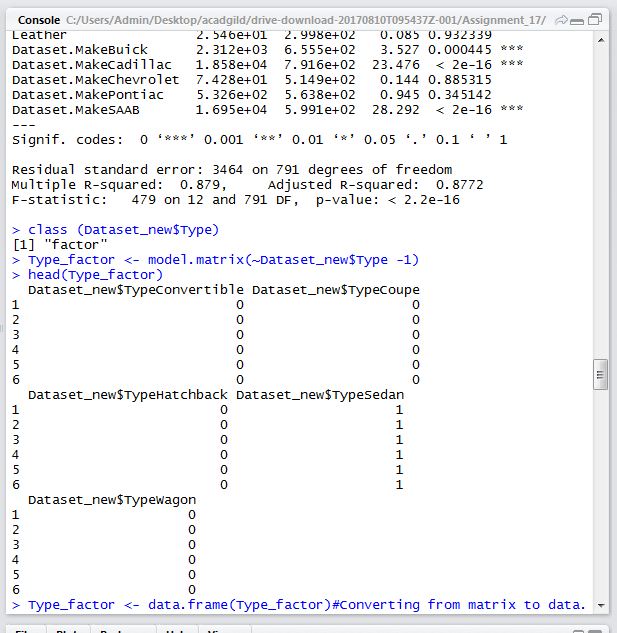 Console C:/Users/Admin/Desktop/acadgild/drive-download-20170810T095437Z-001/Assignment_17/
Leather 2.546e+01 2.998e+02 0.085 0.932339
Dataset.MakeBuick 2.312e+03 6.555e+02 3.527 0.000445 ***
Dataset.MakeCadillac 1.858e+04 7.916e+02 23.476 < 2e-16 ***
Dataset.MakeChevrolet 7.428e+01 5.149e+02 0.144 0.885315
Dataset.MakePontiac 5.326e+02 5.638e+02 0.945 0.345142
Dataset.MakeSAAB 1.695e+04 5.991e+02 28.292 < 2e-16 ***
---
Signif. codes: 0 ‘***’ 0.001 ‘**’ 0.01 ‘*’ 0.05 ‘.’ 0.1 ‘ ’ 1
Residual standard error: 3464 on 791 degrees of freedom
Multiple R-squared: 0.879, Adjusted R-squared: 0.8772
F-statistic: 479 on 12 and 791 DF, p-value: < 2.2e-16
> class (Dataset_new$Type)
[1] "factor"
> Type_factor <- model.matrix(~Dataset_new$Type -1)
> head(Type_factor)
Dataset_new$TypeConvertible Dataset_new$TypeCoupe
1 0 0
2 0 0
3 0 0
4 0 0
5 0 0
6 0 0
Dataset_new$TypeHatchback Dataset_new$TypeSedan
1 0 1
2 0 1
3 0 1
4 0 1
5 0 1
6 0 1
Dataset_new$TypeWagon
1 0
2 0
3 0
4 0
5 0
6 0
> Type_factor <- data.frame(Type_factor)#Converting from matrix to data.